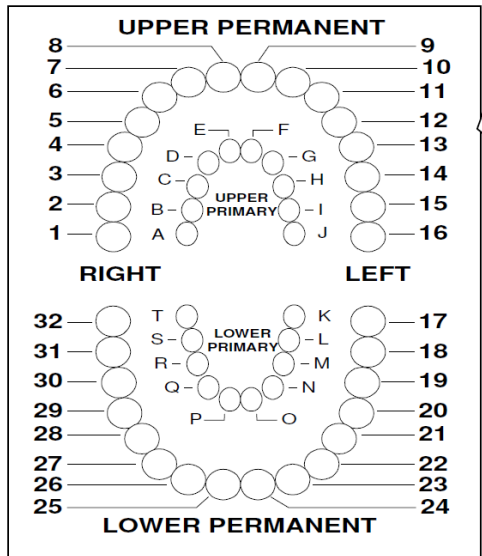 UPPER PERMANENT
8 9
7 10
6 11
5 12
E F
4 13
D G
3 C H 14
UPPER
2 B PRIMARY I 15
1 A J 16
RIGHT LEFT
32 T K 17
S LOWER L
31 PRIMARY 18
R M
30 19
Q N
29 20
P O
28 21
27 22
26 23
25 24
LOWER PERMANENT